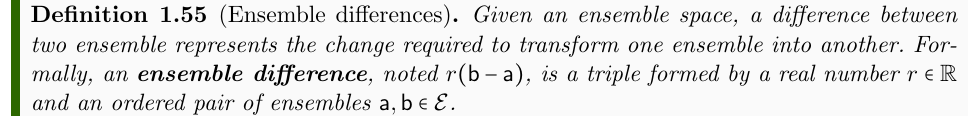 Definition 1.55 (Ensemble differences). Given an ensemble space, a difference between
two ensemble represents the change required to transform one ensemble into another. For-
mally, an ensemble difference, noted r(b − a), is a triple formed by a real number r ∈ ℝ
and an ordered pair of ensembles a, b ∈ ℰ.